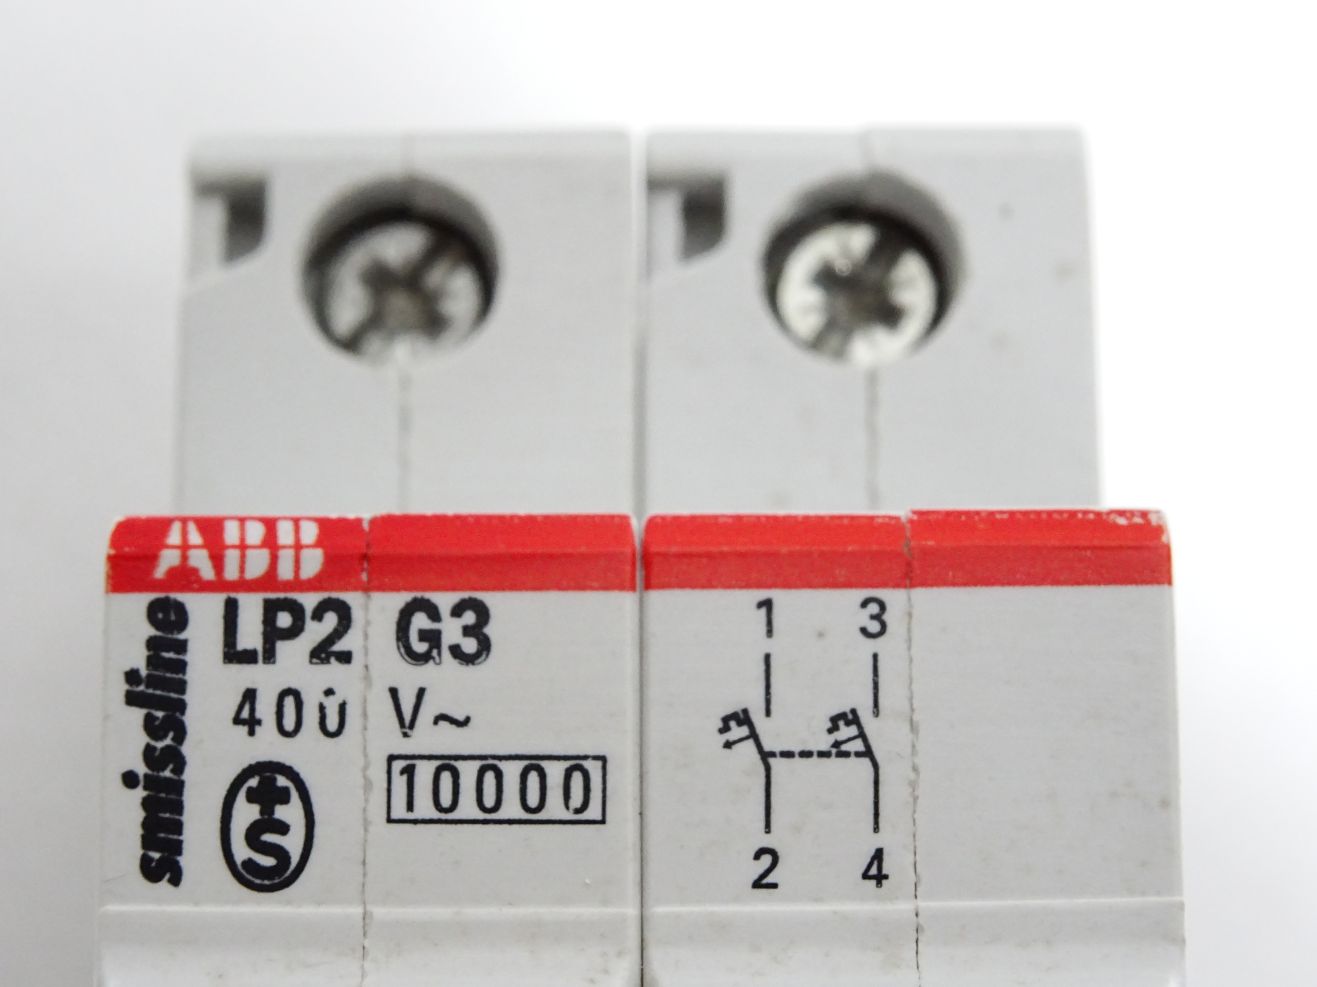 ABB
smissline
LP2 G3
400 V~
10000
+S
1 3
2 4